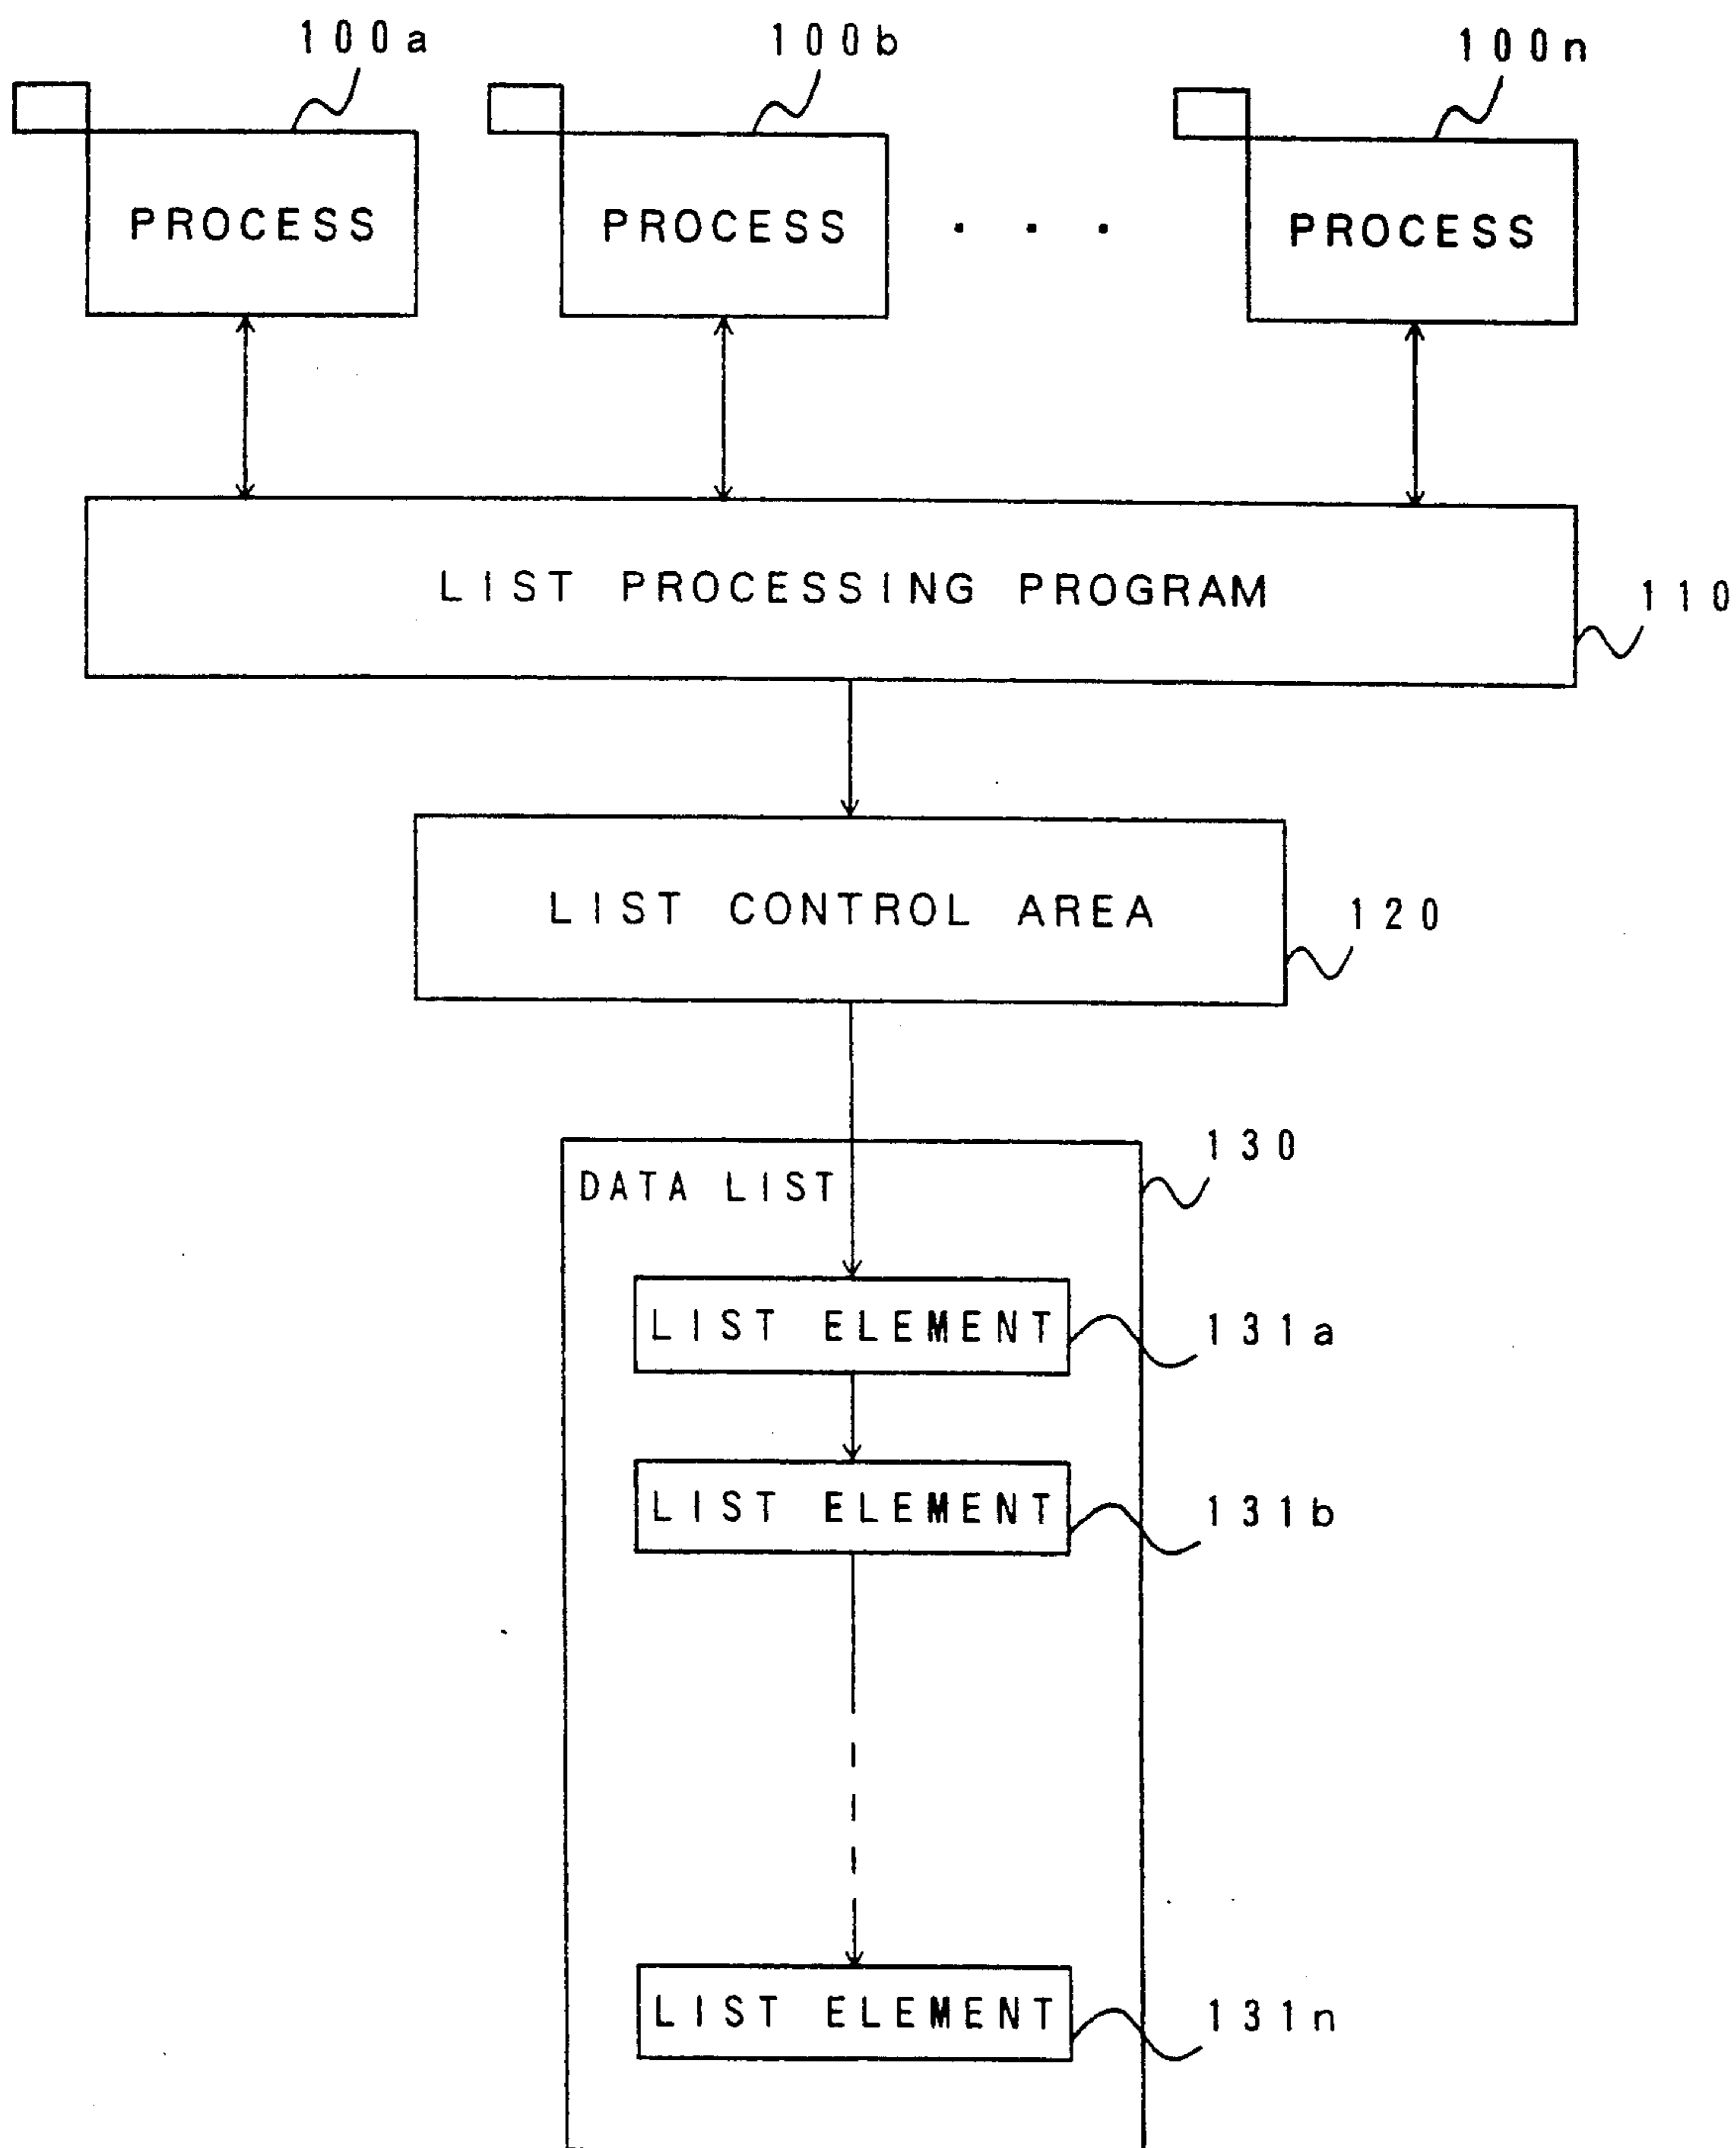 100a 100b 100n
PROCESS PROCESS . . . PROCESS
LIST PROCESSING PROGRAM
110
LIST CONTROL AREA
120
130
DATA LIST
LIST ELEMENT 131a
LIST ELEMENT 131b
LIST ELEMENT 131n